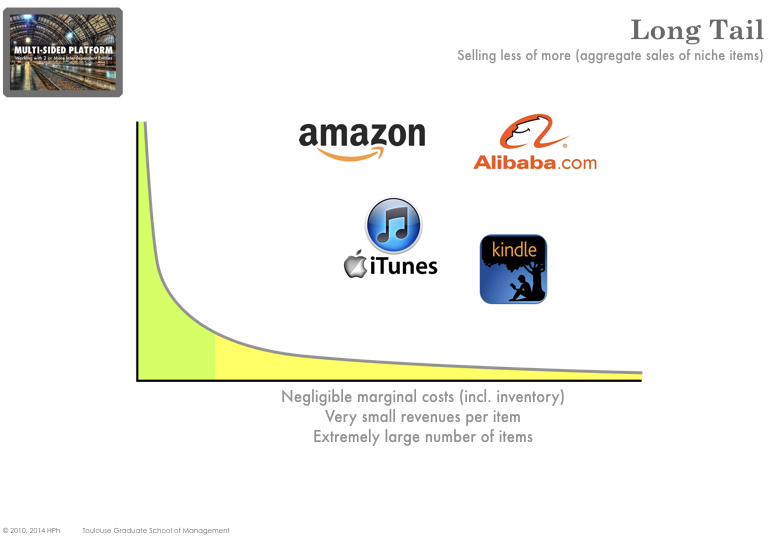 MULTI-SIDED PLATFORM
Working with 2 or More Interdependent Entities
Long Tail
Selling less of more (aggregate sales of niche items)
amazon
Alibaba.com
iTunes
kindle
Negligible marginal costs (incl. inventory)
Very small revenues per item
Extremely large number of items
© 2010, 2014 HPh Toulouse Graduate School of Management